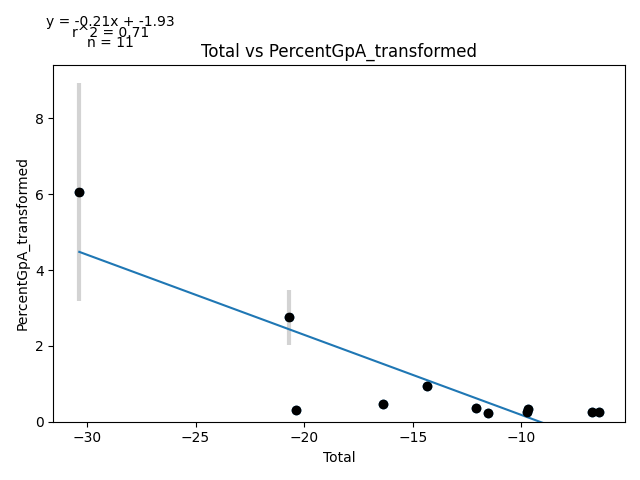 y = -0.21x + -1.93
r^2 = 0.71
n = 11
Total vs PercentGpA_transformed
PercentGpA_transformed
8
6
4
2
0
−30
−25
−20
−15
−10
Total